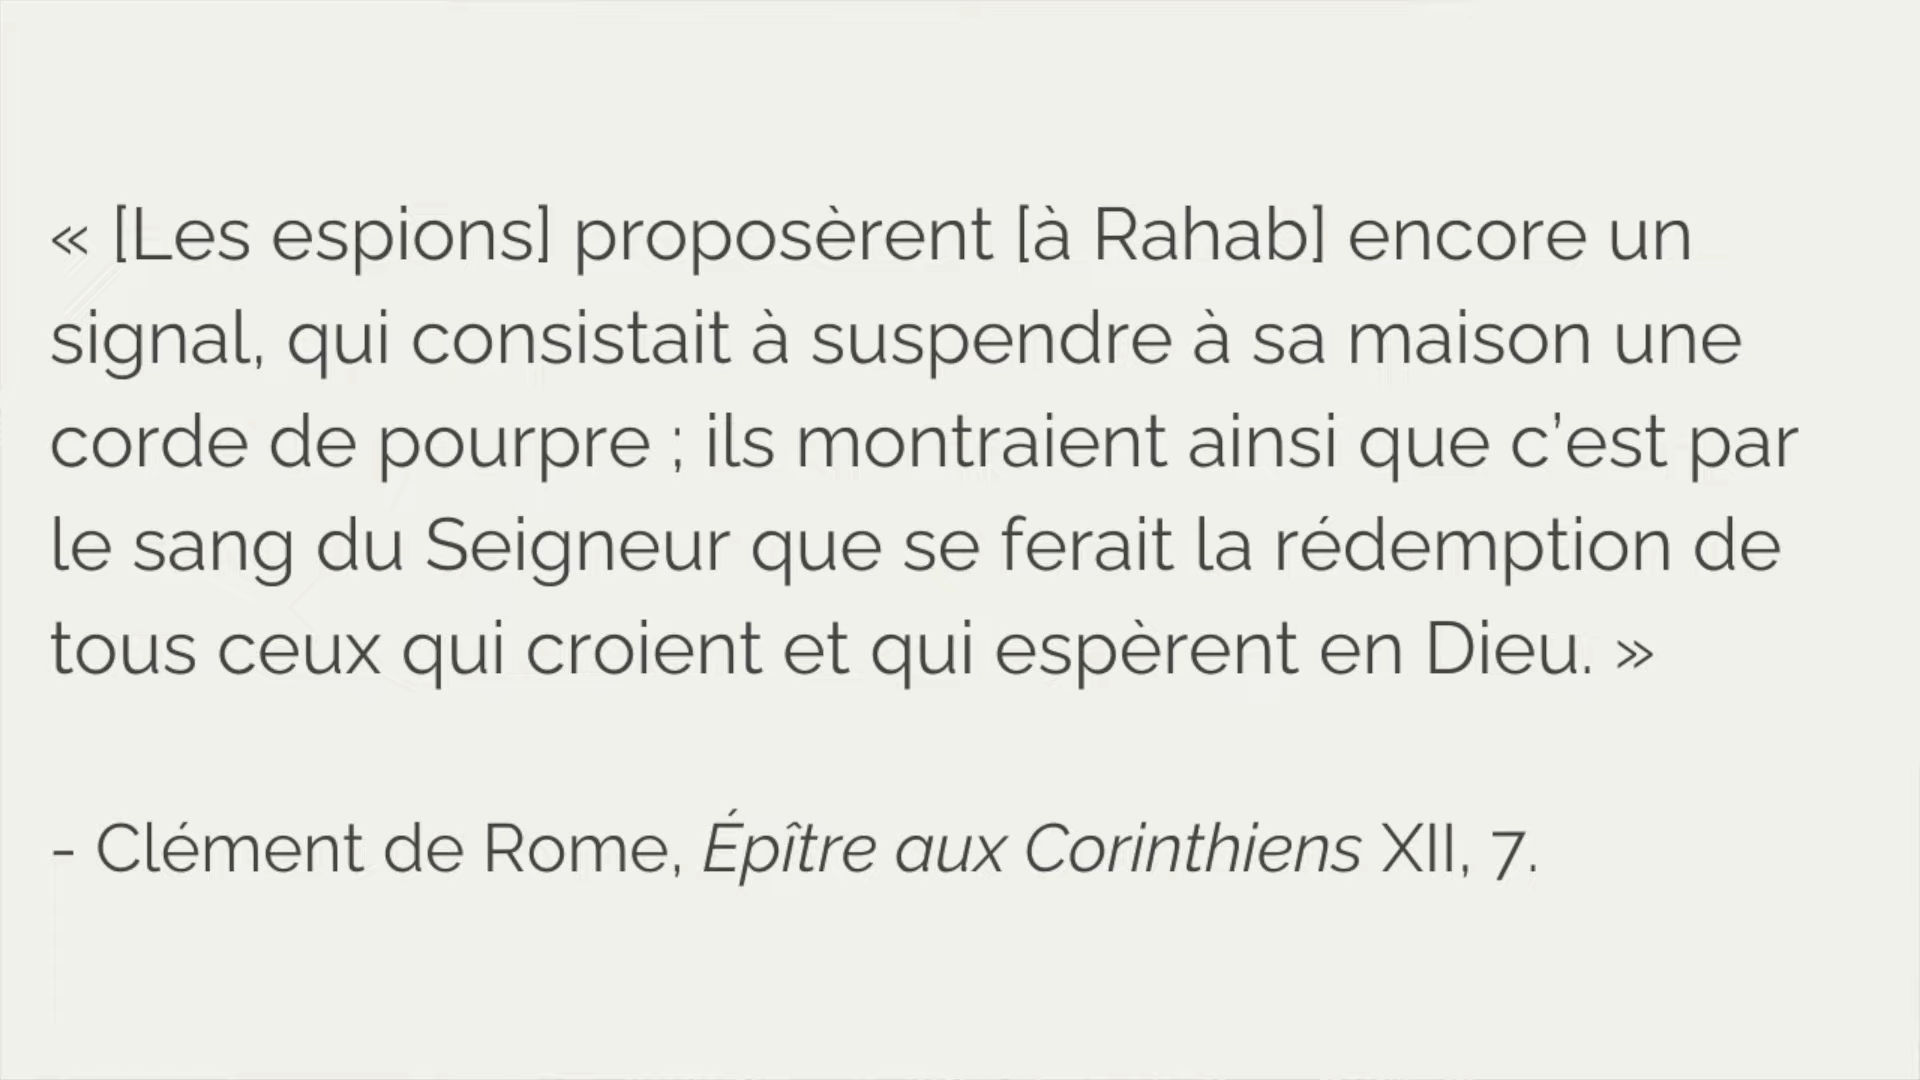 « [Les espions] proposèrent [à Rahab] encore un
signal, qui consistait à suspendre à sa maison une
corde de pourpre ; ils montraient ainsi que c’est par
le sang du Seigneur que se ferait la rédemption de
tous ceux qui croient et qui espèrent en Dieu. »
- Clément de Rome, Épître aux Corinthiens XII, 7.